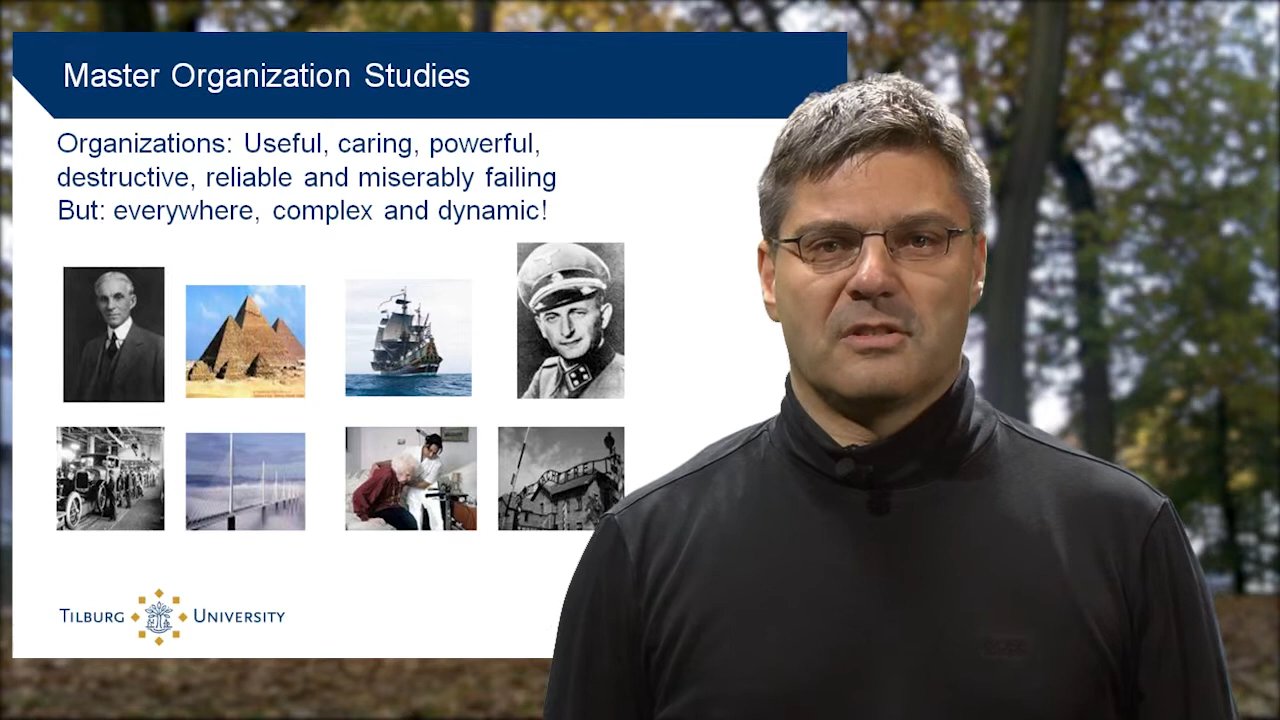 Master Organization Studies
Organizations: Useful, caring, powerful,
destructive, reliable and miserably failing
But: everywhere, complex and dynamic!
TILBURG UNIVERSITY